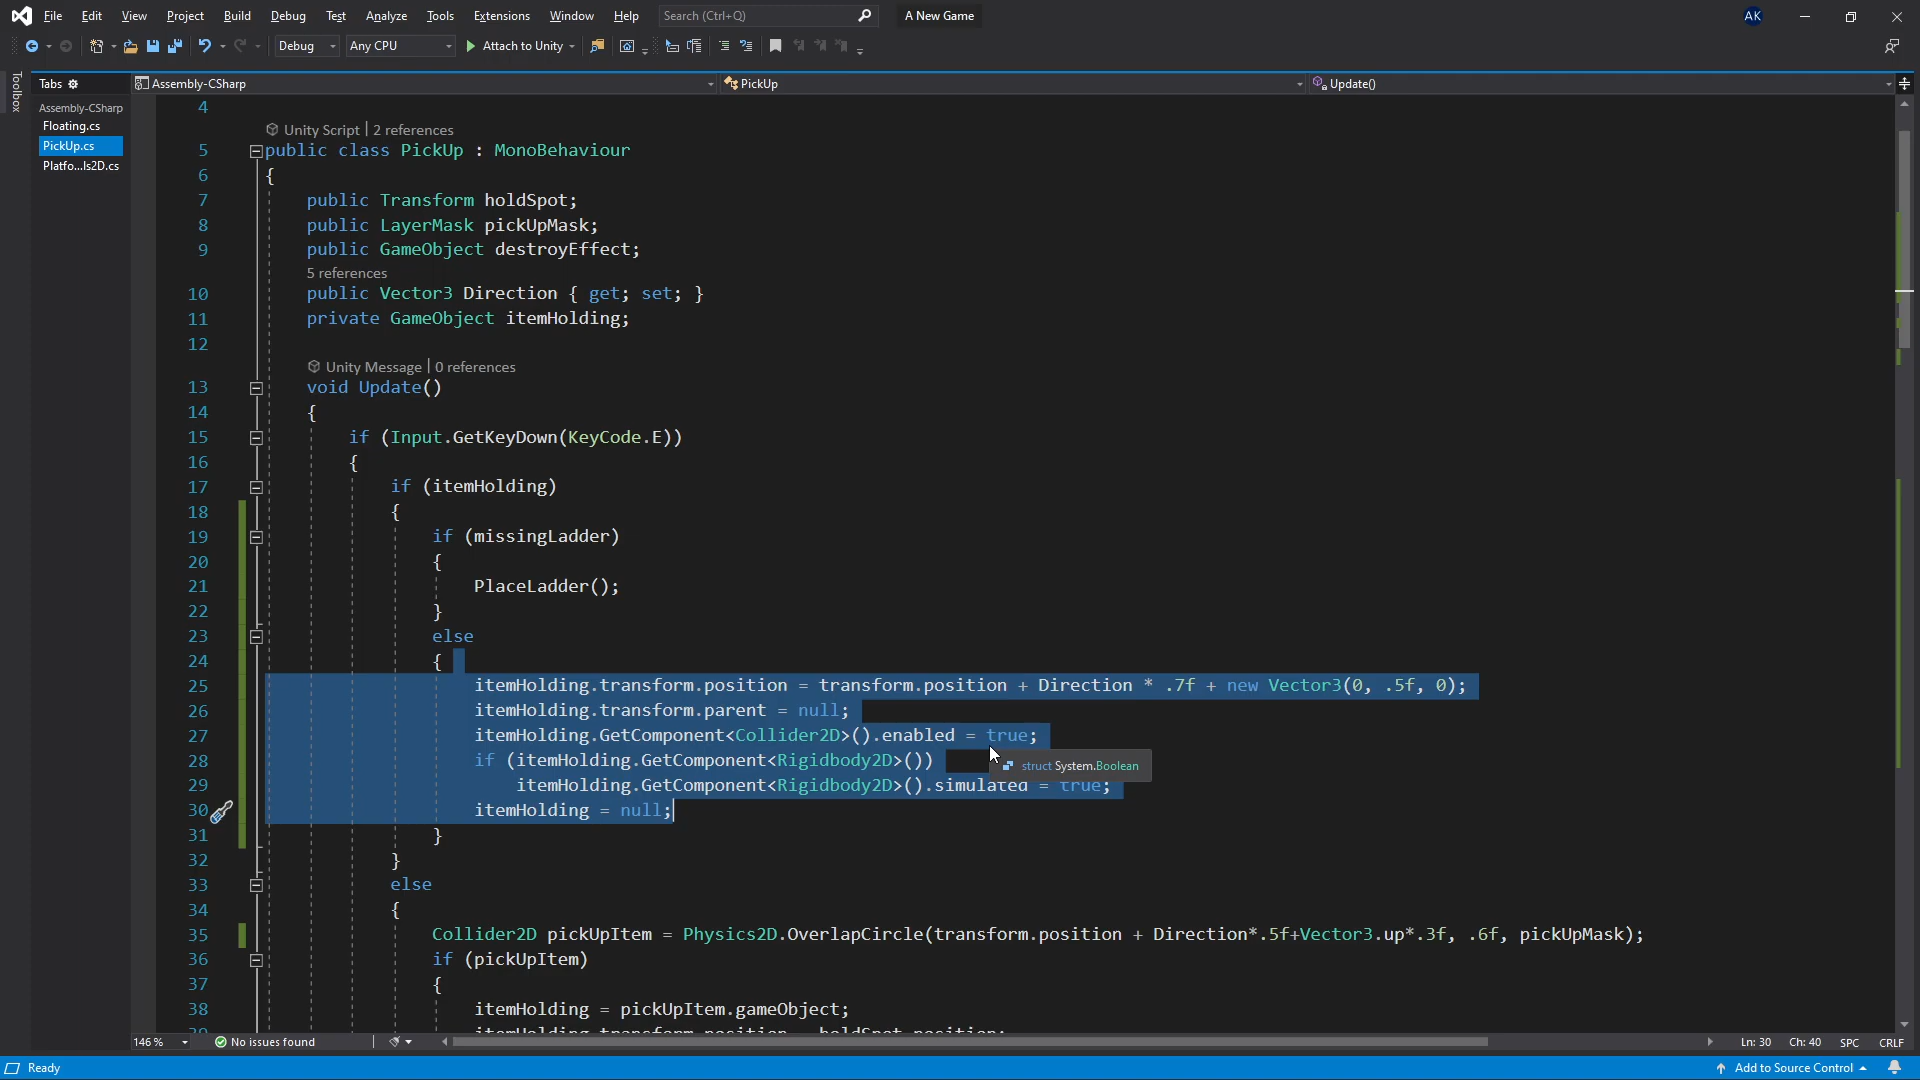 File Edit View Project Build Debug Test Analyze Tools Extensions Window Help Search (Ctrl+Q) A New Game AK
Debug Any CPU Attach to Unity
Toolbox
Tabs
Assembly-CSharp
Floating.cs
PickUp.cs
Platfo...ls2D.cs
Assembly-CSharp PickUp Update()
4
Unity Script | 2 references
5 public class PickUp : MonoBehaviour
6 {
7 public Transform holdSpot;
8 public LayerMask pickUpMask;
9 public GameObject destroyEffect;
5 references
10 public Vector3 Direction { get; set; }
11 private GameObject itemHolding;
12
Unity Message | 0 references
13 void Update()
14 {
15 if (Input.GetKeyDown(KeyCode.E))
16 {
17 if (itemHolding)
18 {
19 if (missingLadder)
20 {
21 PlaceLadder();
22 }
23 else
24 {
25 itemHolding.transform.position = transform.position + Direction * .7f + new Vector3(0, .5f, 0);
26 itemHolding.transform.parent = null;
27 itemHolding.GetComponent<Collider2D>().enabled = true;
28 if (itemHolding.GetComponent<Rigidbody2D>())
struct System.Boolean
29 itemHolding.GetComponent<Rigidbody2D>().simulated = true;
30 itemHolding = null;
31 }
32 }
33 else
34 {
35 Collider2D pickUpItem = Physics2D.OverlapCircle(transform.position + Direction*.5f+Vector3.up*.3f, .6f, pickUpMask);
36 if (pickUpItem)
37 {
38 itemHolding = pickUpItem.gameObject;
39 itemHolding.transform.position = holdSpot.position;
146 % No issues found Ln: 30 Ch: 40 SPC CRLF
Ready Add to Source Control